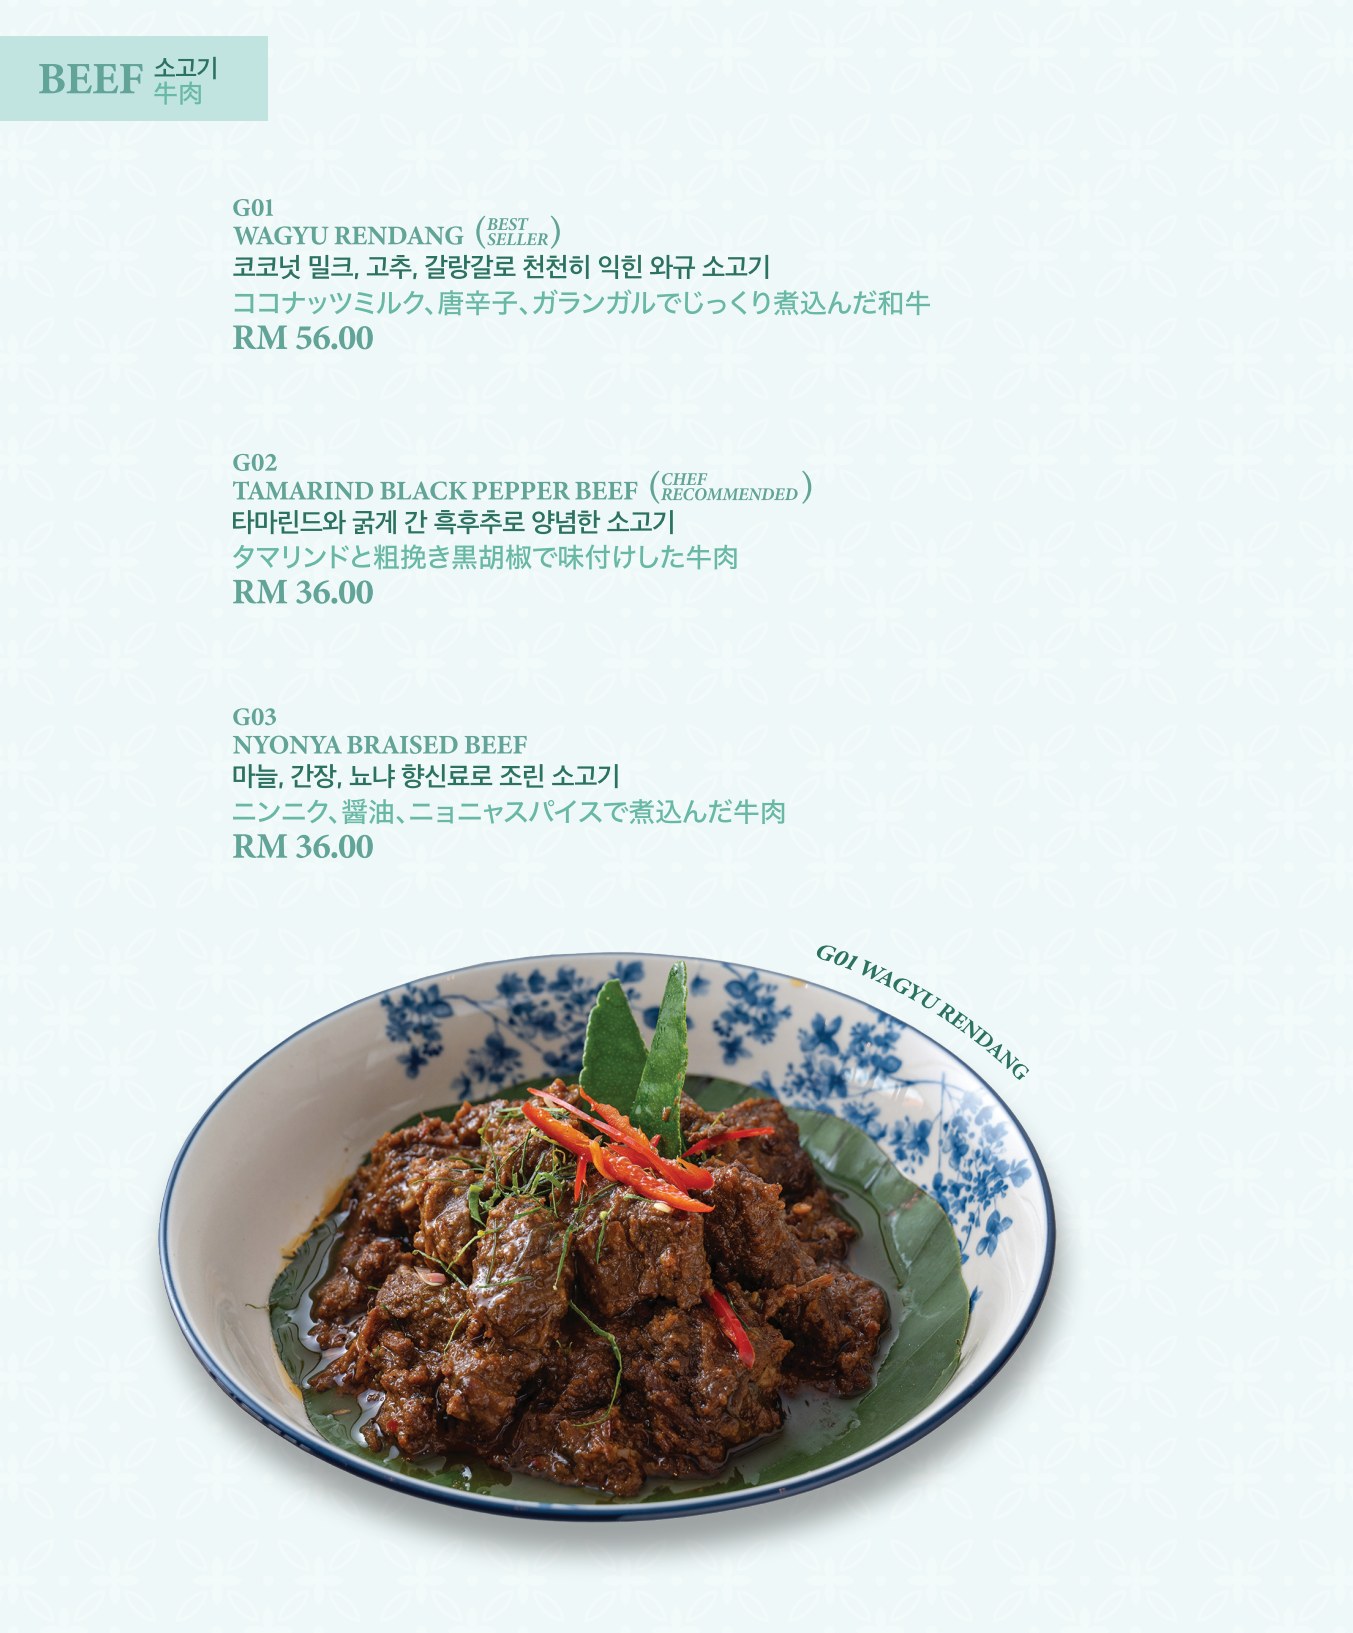 BEEF 소고기
牛肉
G01
WAGYU RENDANG (BEST SELLER)
코코넛 밀크, 고추, 갈랑갈로 천천히 익힌 와규 소고기
ココナッツミルク、唐辛子、ガランガルでじっくり煮込んだ和牛
RM 56.00
G02
TAMARIND BLACK PEPPER BEEF (CHEF RECOMMENDED)
타마린드와 굵게 간 흑후추로 양념한 소고기
タマリンドと粗挽き黒胡椒で味付けした牛肉
RM 36.00
G03
NYONYA BRAISED BEEF
마늘, 간장, 뇨냐 향신료로 조린 소고기
ニンニク、醤油、ニョニャスパイスで煮込んだ牛肉
RM 36.00
G01 WAGYU RENDANG